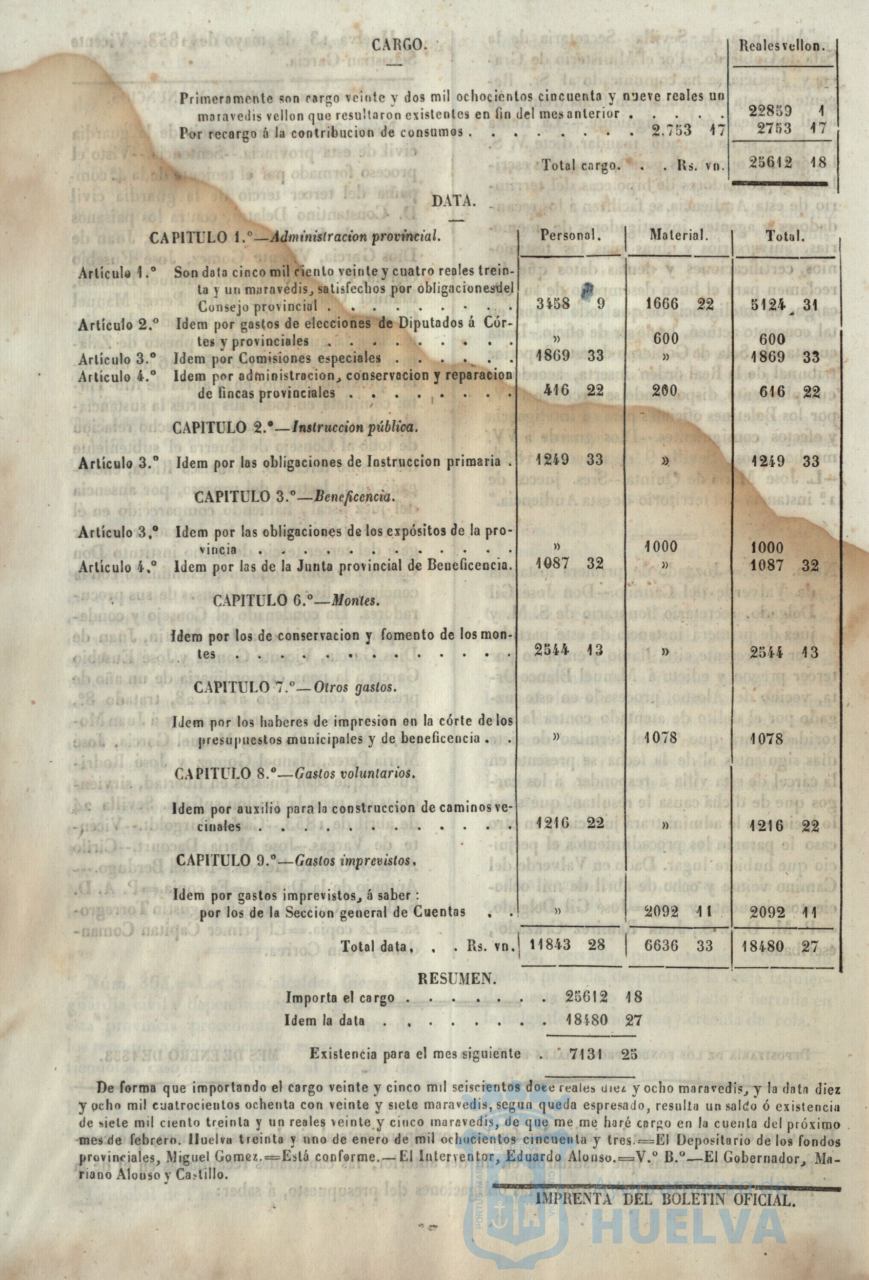 CARGO. Reales vellon.
Primeramente son cargo veinte y dos mil ochocientos cincuenta y nueve reales un
maravedis vellon que resultaron existentes en fin del mes anterior . . . . . 22859 1
Por recargo á la contribucion de consumos . . . . . . . . 2.753 17 2753 17
Total cargo. . . Rs. vn. 25612 18
DATA.
CAPITULO 1.º—Administracion provincial. Personal. Material. Total.
Artículo 1.º Son data cinco mil ciento veinte y cuatro reales trein-
ta y un maravedis, satisfechos por obligaciones del
Consejo provincial . . . . . . . . . 3458 9 1666 22 5124 31
Artículo 2.º Idem por gastos de elecciones de Diputados á Cór-
tes y provinciales . . . . . . . . . » 600 600
Artículo 3.º Idem por Comisiones especiales . . . . . . 1869 33 » 1869 33
Artículo 4.º Idem por administracion, conservacion y reparacion
de fincas provinciales . . . . . . . . 416 22 200 616 22
CAPITULO 2.º—Instruccion pública.
Artículo 3.º Idem por las obligaciones de Instruccion primaria . 1249 33 » 1249 33
CAPITULO 3.º—Beneficencia.
Artículo 3.º Idem por las obligaciones de los expósitos de la pro-
vincia . . . . . . . . . . . . » 1000 1000
Artículo 4.º Idem por las de la Junta provincial de Beneficencia. 1087 32 » 1087 32
CAPITULO 6.º—Montes.
Idem por los de conservacion y fomento de los mon-
tes . . . . . . . . . . . . . 2544 13 » 2544 13
CAPITULO 7.º—Otros gastos.
Idem por los haberes de impresion en la córte de los
presupuestos municipales y de beneficencia . . » 1078 1078
CAPITULO 8.º—Gastos voluntarios.
Idem por auxilio para la construccion de caminos ve-
cinales . . . . . . . . . . . . 1216 22 » 1216 22
CAPITULO 9.º—Gastos imprevistos.
Idem por gastos imprevistos, á saber :
por los de la Seccion general de Cuentas . . » 2092 11 2092 11
Total data. . . Rs. vn. 11843 28 6636 33 18480 27
RESUMEN.
Importa el cargo . . . . . . . 25612 18
Idem la data . . . . . . . . 18480 27
Existencia para el mes siguiente . 7131 25
De forma que importando el cargo veinte y cinco mil seiscientos doce reales diez y ocho maravedis, y la data diez
y ocho mil cuatrocientos ochenta con veinte y siete maravedis, segun queda espresado, resulta un saldo ó existencia
de siete mil ciento treinta y un reales veinte y cinco maravedis, de que me me haré cargo en la cuenta del próximo
mes de febrero. Huelva treinta y uno de enero de mil ochocientos cincuenta y tres.=El Depositario de los fondos
provinciales, Miguel Gomez.=Está conforme.—El Interventor, Eduardo Alonso.=V.º B.º—El Gobernador, Ma-
riano Alonso y Castillo.
IMPRENTA DEL BOLETIN OFICIAL.
HUELVA